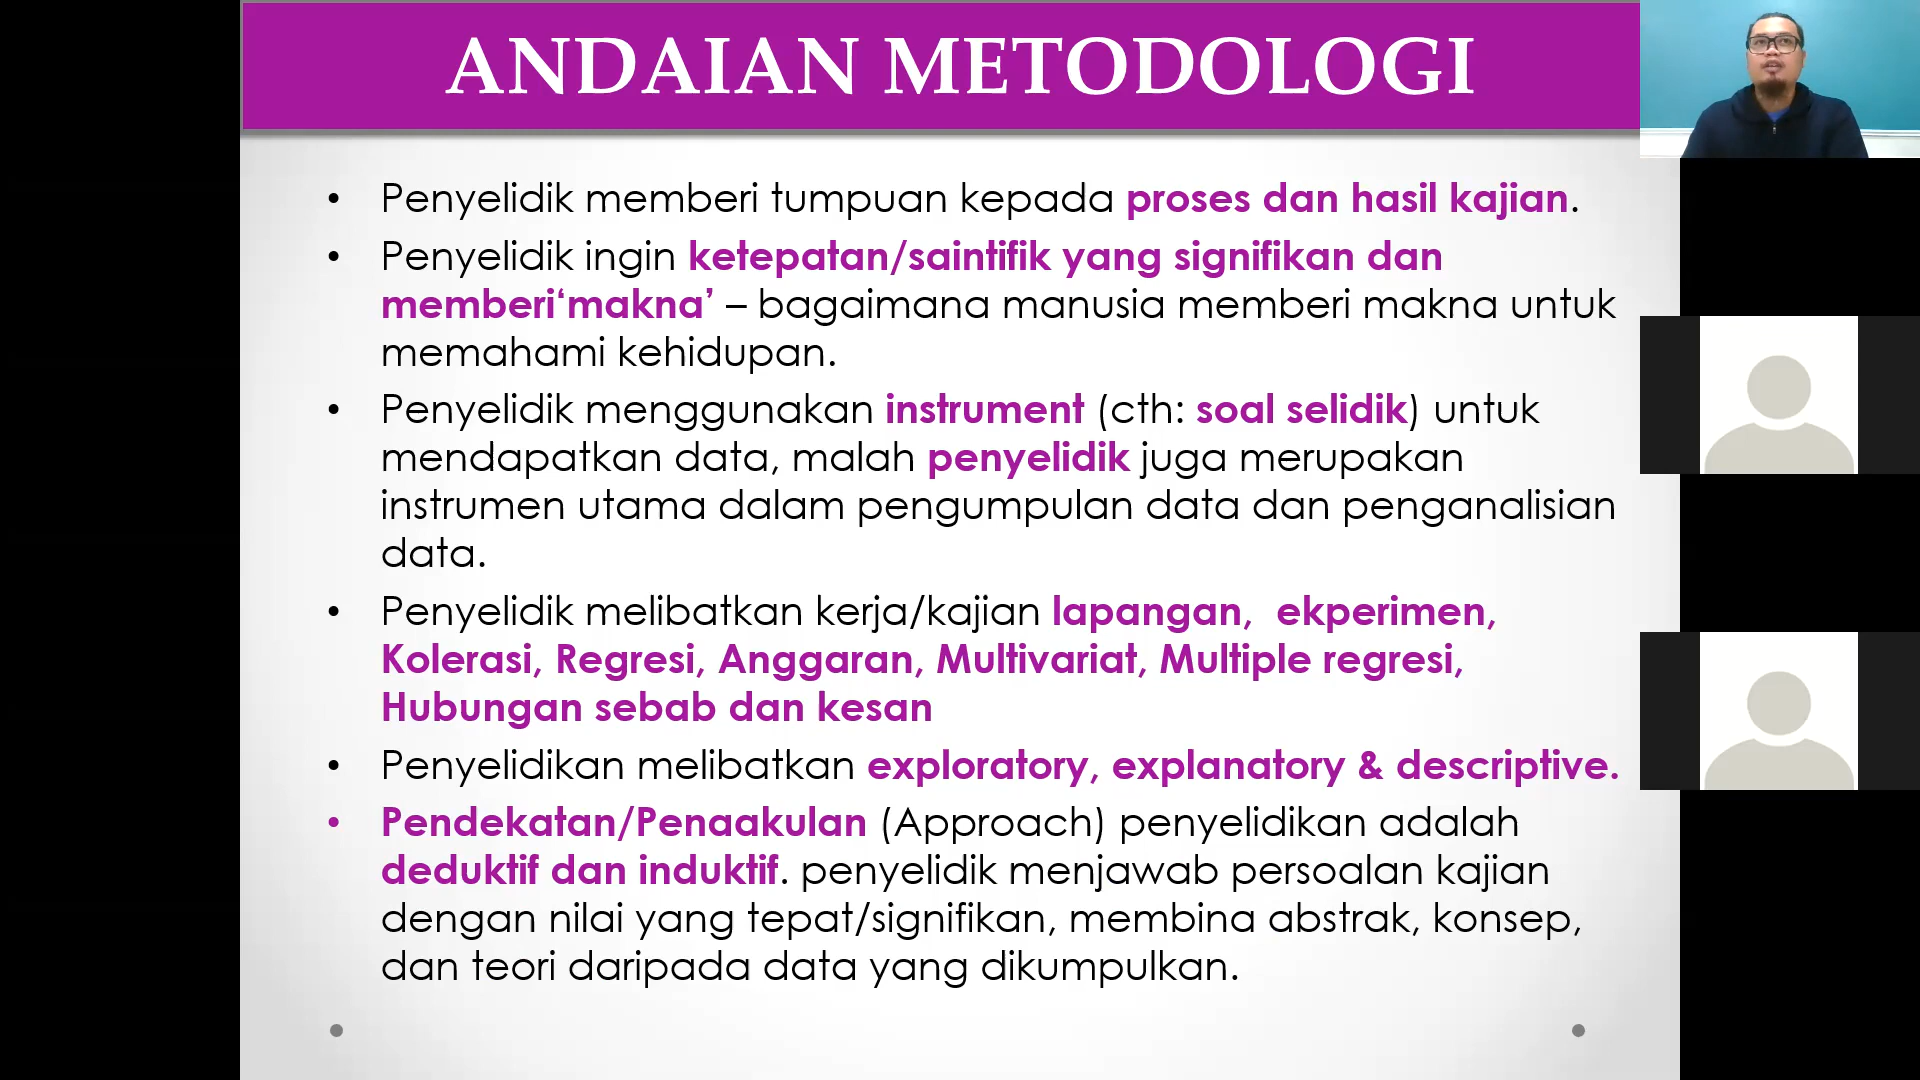 ANDAIAN METODOLOGI
• Penyelidik memberi tumpuan kepada proses dan hasil kajian.
• Penyelidik ingin ketepatan/saintifik yang signifikan dan
memberi‘makna’ – bagaimana manusia memberi makna untuk
memahami kehidupan.
• Penyelidik menggunakan instrument (cth: soal selidik) untuk
mendapatkan data, malah penyelidik juga merupakan
instrumen utama dalam pengumpulan data dan penganalisian
data.
• Penyelidik melibatkan kerja/kajian lapangan, ekperimen,
Kolerasi, Regresi, Anggaran, Multivariat, Multiple regresi,
Hubungan sebab dan kesan
• Penyelidikan melibatkan exploratory, explanatory & descriptive.
• Pendekatan/Penaakulan (Approach) penyelidikan adalah
deduktif dan induktif. penyelidik menjawab persoalan kajian
dengan nilai yang tepat/signifikan, membina abstrak, konsep,
dan teori daripada data yang dikumpulkan.